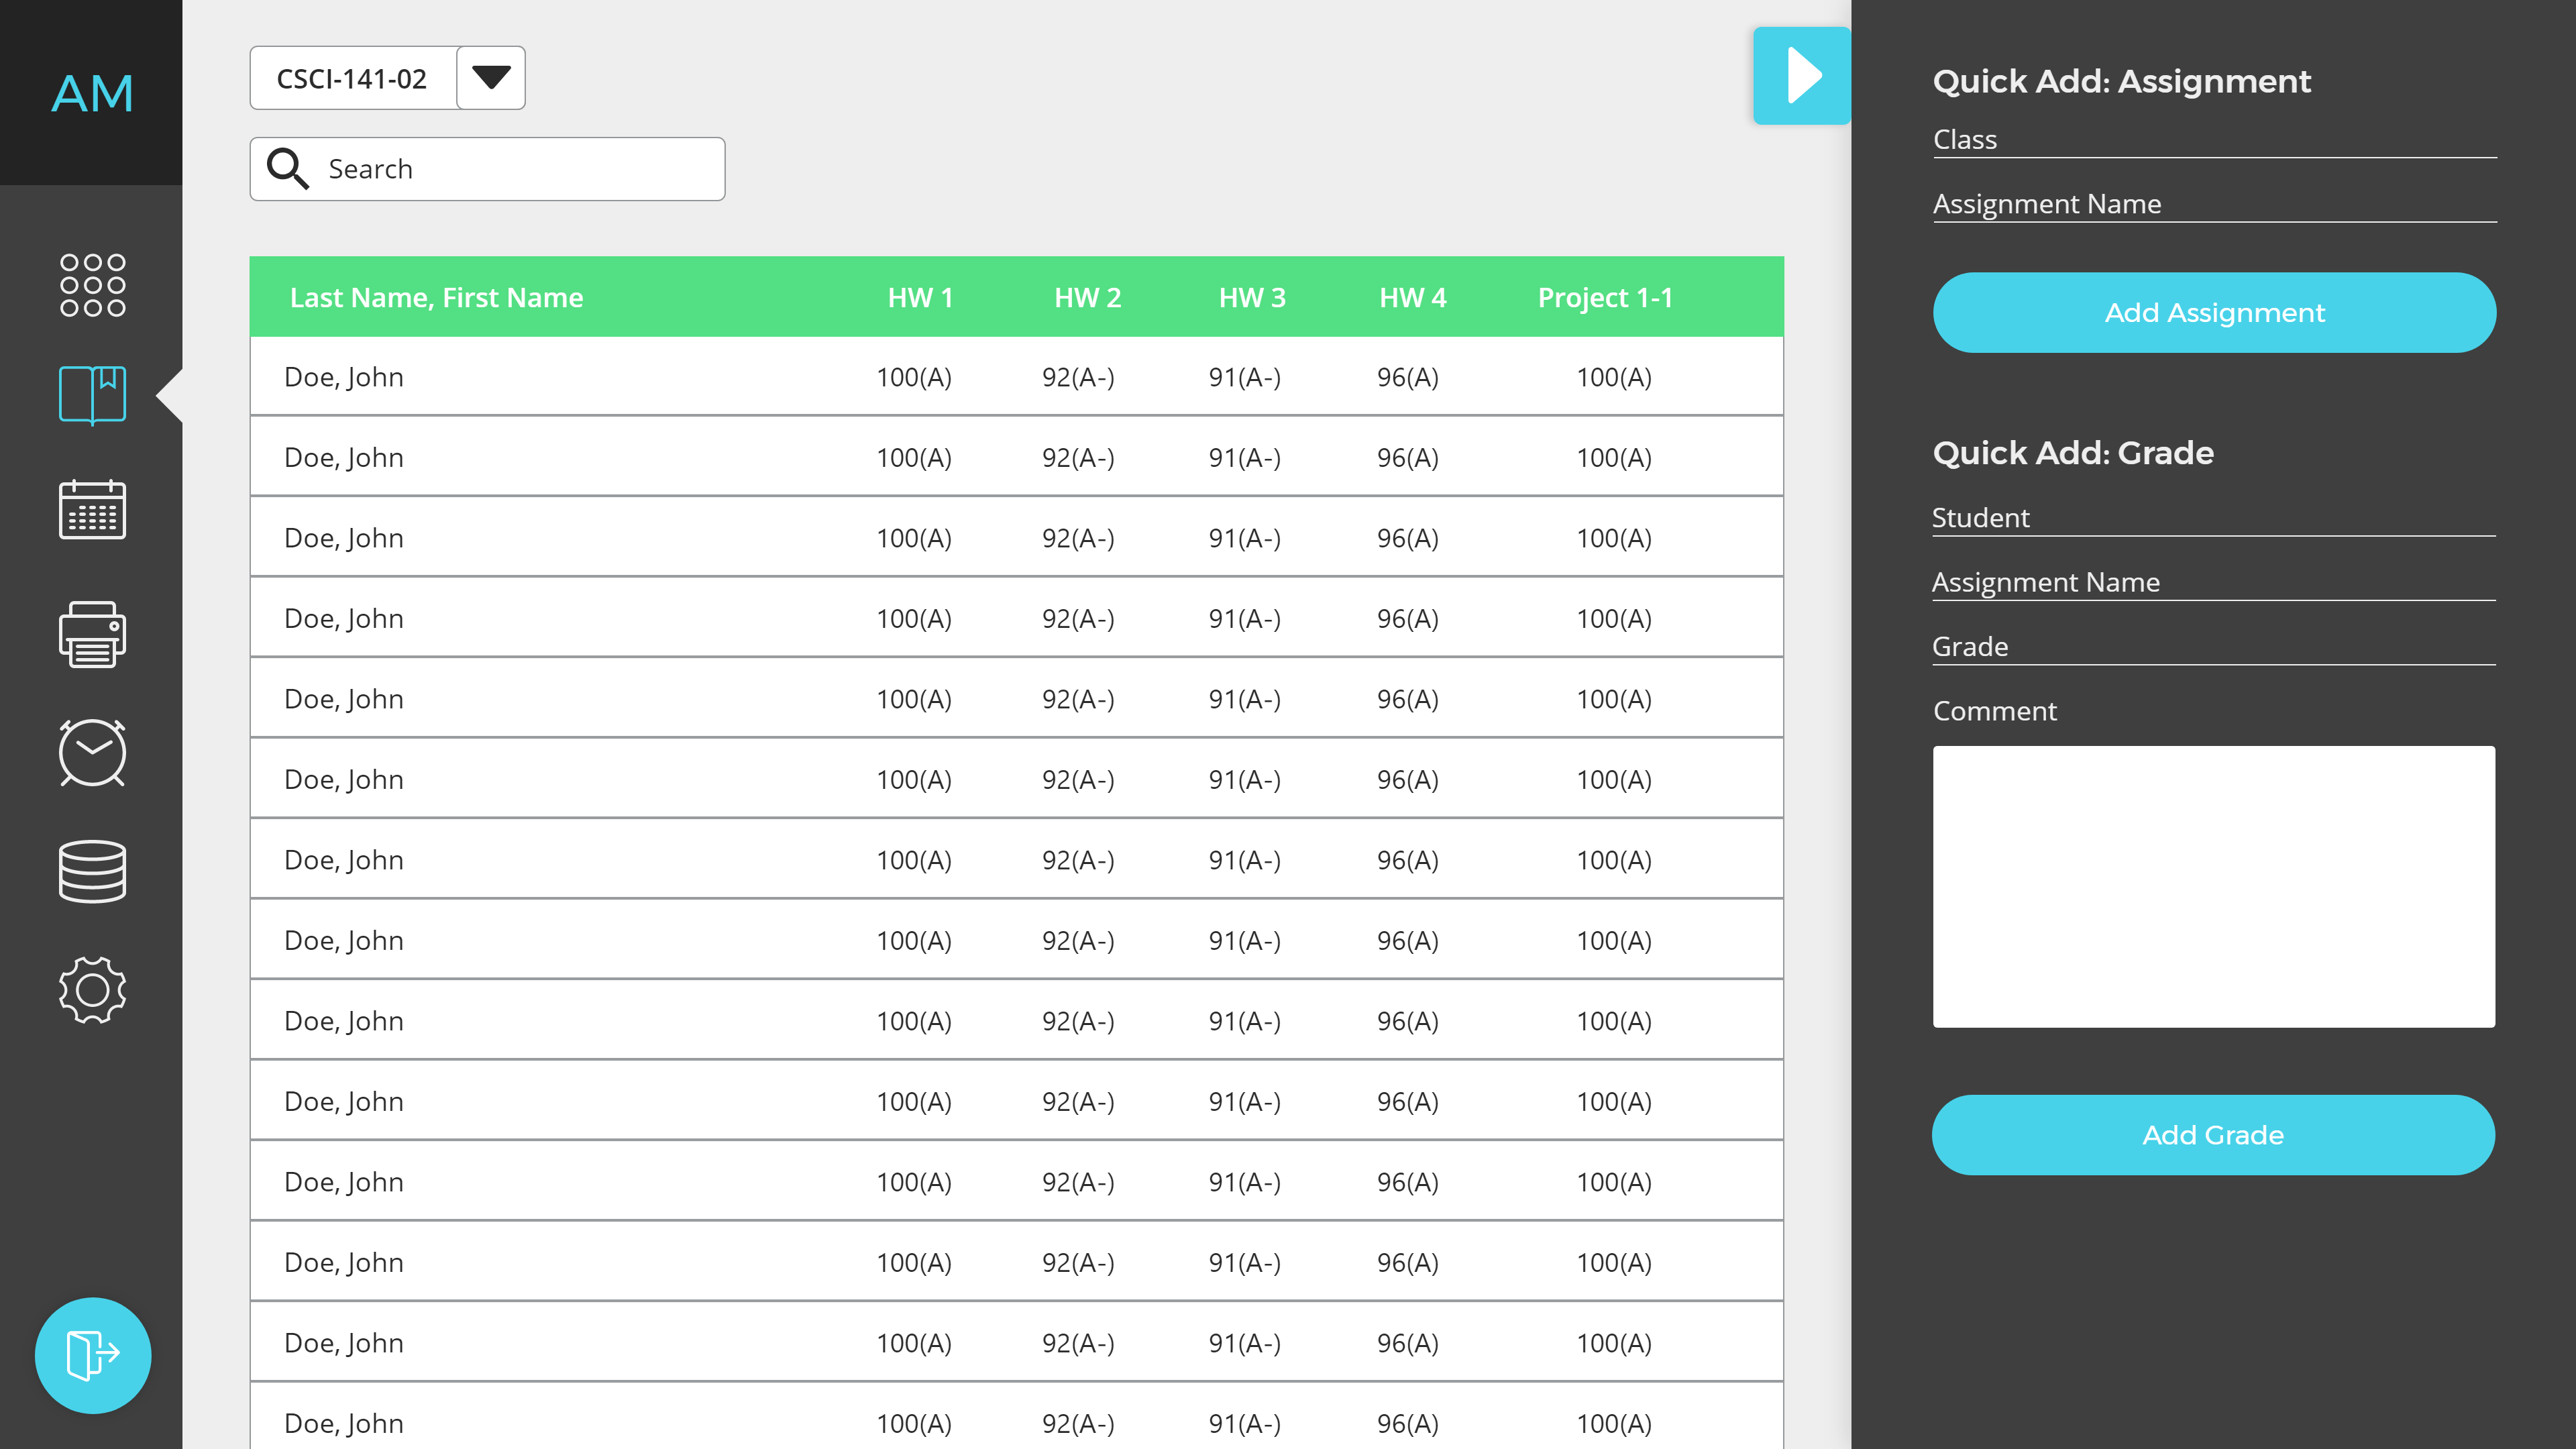 AM
CSCI-141-02
Search
Last Name, First Name HW 1 HW 2 HW 3 HW 4 Project 1-1
Doe, John 100(A) 92(A-) 91(A-) 96(A) 100(A)
Doe, John 100(A) 92(A-) 91(A-) 96(A) 100(A)
Doe, John 100(A) 92(A-) 91(A-) 96(A) 100(A)
Doe, John 100(A) 92(A-) 91(A-) 96(A) 100(A)
Doe, John 100(A) 92(A-) 91(A-) 96(A) 100(A)
Doe, John 100(A) 92(A-) 91(A-) 96(A) 100(A)
Doe, John 100(A) 92(A-) 91(A-) 96(A) 100(A)
Doe, John 100(A) 92(A-) 91(A-) 96(A) 100(A)
Doe, John 100(A) 92(A-) 91(A-) 96(A) 100(A)
Doe, John 100(A) 92(A-) 91(A-) 96(A) 100(A)
Doe, John 100(A) 92(A-) 91(A-) 96(A) 100(A)
Doe, John 100(A) 92(A-) 91(A-) 96(A) 100(A)
Doe, John 100(A) 92(A-) 91(A-) 96(A) 100(A)
Doe, John 100(A) 92(A-) 91(A-) 96(A) 100(A)
Quick Add: Assignment
Class
Assignment Name
Add Assignment
Quick Add: Grade
Student
Assignment Name
Grade
Comment
Add Grade